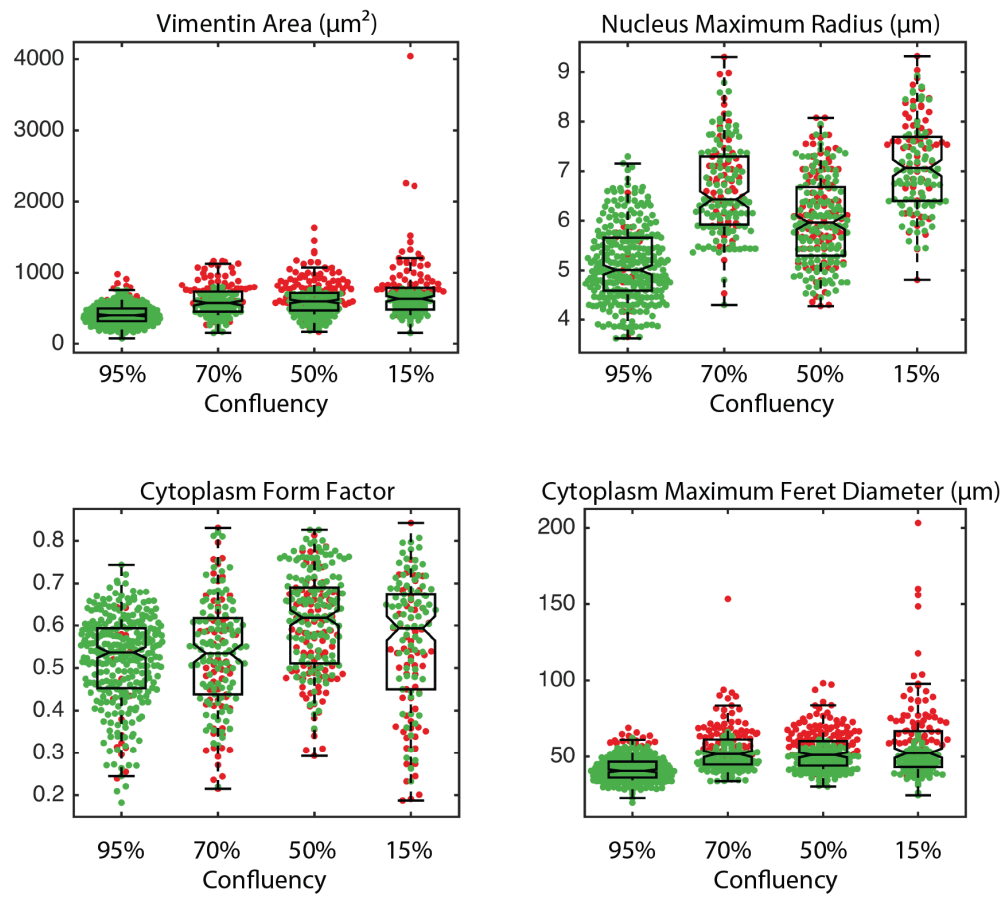 Vimentin Area (µm²)
4000
3000
2000
1000
0
95% 70% 50% 15%
Confluency
Nucleus Maximum Radius (µm)
9
8
7
6
5
4
95% 70% 50% 15%
Confluency
Cytoplasm Form Factor
0.8
0.7
0.6
0.5
0.4
0.3
0.2
95% 70% 50% 15%
Confluency
Cytoplasm Maximum Feret Diameter (µm)
200
150
100
50
95% 70% 50% 15%
Confluency